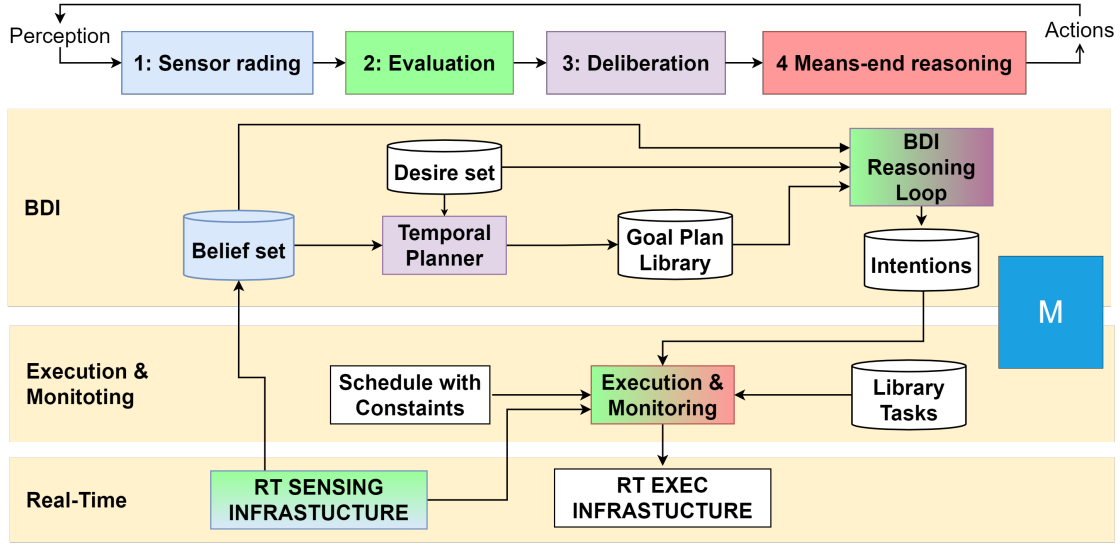 Perception
Actions
1: Sensor rading
2: Evaluation
3: Deliberation
4 Means-end reasoning
BDI
Desire set
BDI
Reasoning
Loop
Belief set
Temporal
Planner
Goal Plan
Library
Intentions
M
Execution &
Monitoting
Schedule with
Constaints
Execution &
Monitoring
Library
Tasks
Real-Time
RT SENSING
INFRASTUCTURE
RT EXEC
INFRASTUCTURE